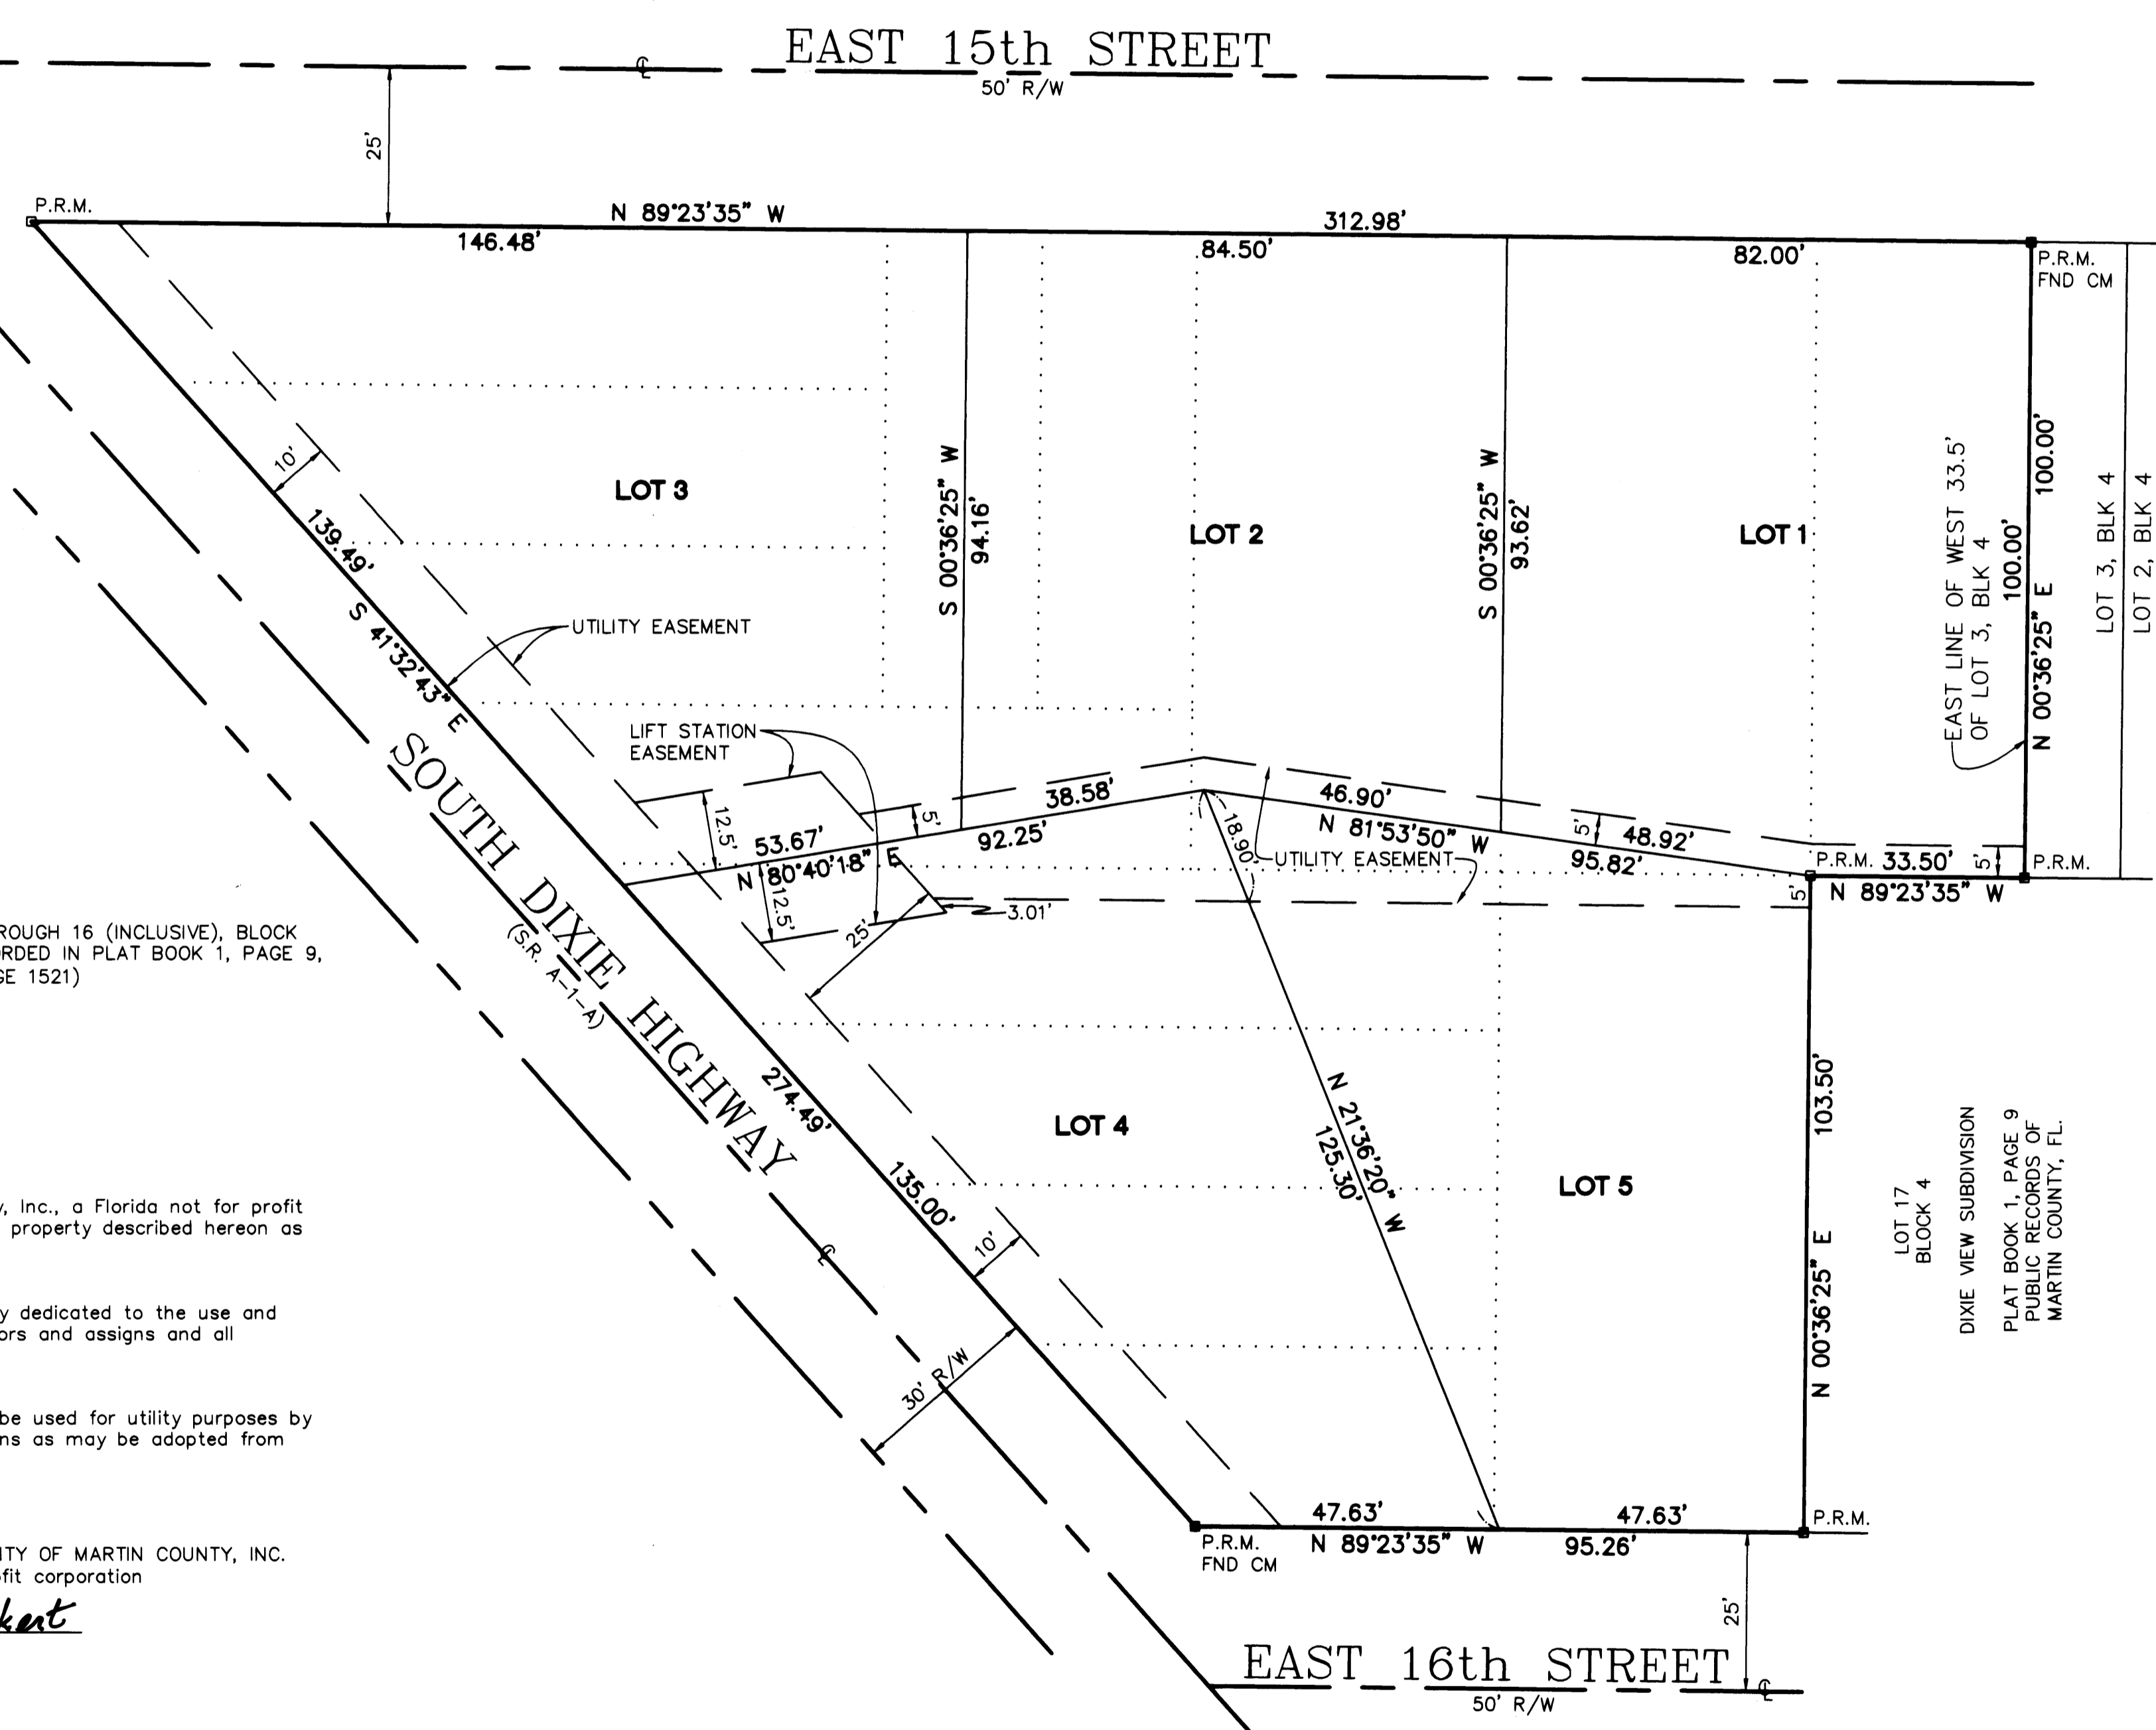 EAST 15th STREET
50' R/W
25'
P.R.M.
N 89°23'35" W
312.98'
146.48'
84.50'
82.00'
P.R.M.
FND CM
10'
LOT 3
S 00°36'25" W
94.16'
LOT 2
S 00°36'25" W
93.62'
LOT 1
EAST LINE OF WEST 33.5'
OF LOT 3, BLK 4
100.00'
N 00°36'25" E
100.00'
LOT 3, BLK 4
LOT 2, BLK 4
139.49'
S 41°32'43" E
UTILITY EASEMENT
LIFT STATION
EASEMENT
12.5'
53.67'
5'
38.58'
92.25'
N 80°40'18" E
12.5'
25'
3.01'
18.90'
46.90'
N 81°53'50" W
UTILITY EASEMENT
5'
48.92'
95.82'
P.R.M.
33.50'
5'
P.R.M.
5'
N 89°23'35" W
SOUTH DIXIE HIGHWAY
(S.R. A-1-A)
ROUGH 16 (INCLUSIVE), BLOCK
RDED IN PLAT BOOK 1, PAGE 9,
GE 1521)
274.49'
135.00'
LOT 4
N 21°36'20" W
125.30'
LOT 5
103.50'
N 00°36'25" E
LOT 17
BLOCK 4
DIXIE VIEW SUBDIVISION
PLAT BOOK 1, PAGE 9
PUBLIC RECORDS OF
MARTIN COUNTY, FL.
y, Inc., a Florida not for profit
property described hereon as
10'
30' R/W
y dedicated to the use and
ors and assigns and all
be used for utility purposes by
ns as may be adopted from
47.63'
47.63'
P.R.M.
P.R.M.
FND CM
N 89°23'35" W
95.26'
ITY OF MARTIN COUNTY, INC.
fit corporation
kert
25'
EAST 16th STREET
50' R/W